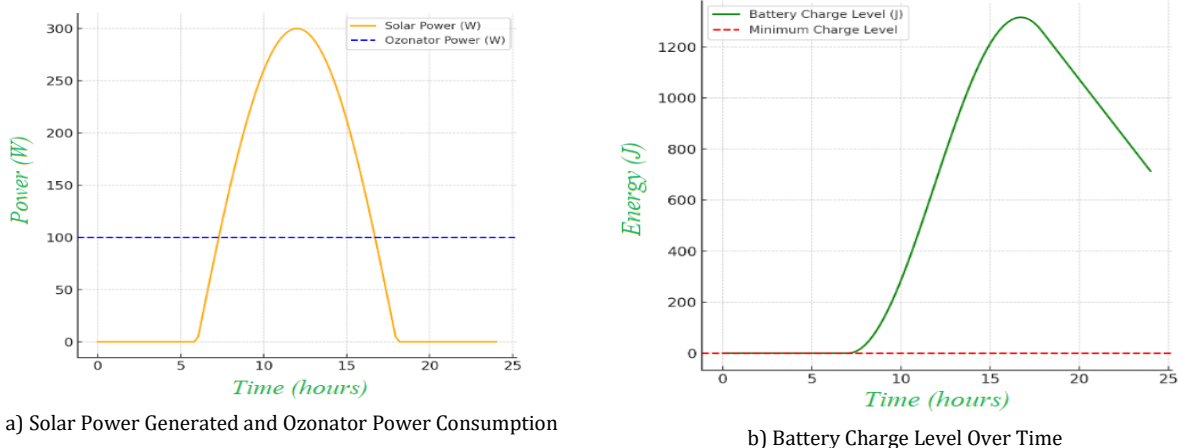 Solar Power (W)
Ozonator Power (W)
300
250
200
150
100
50
0
Power (W)
0
5
10
15
20
25
Time (hours)
a) Solar Power Generated and Ozonator Power Consumption
Battery Charge Level (J)
Minimum Charge Level
1200
1000
800
600
400
200
0
Energy (J)
0
5
10
15
20
25
Time (hours)
b) Battery Charge Level Over Time